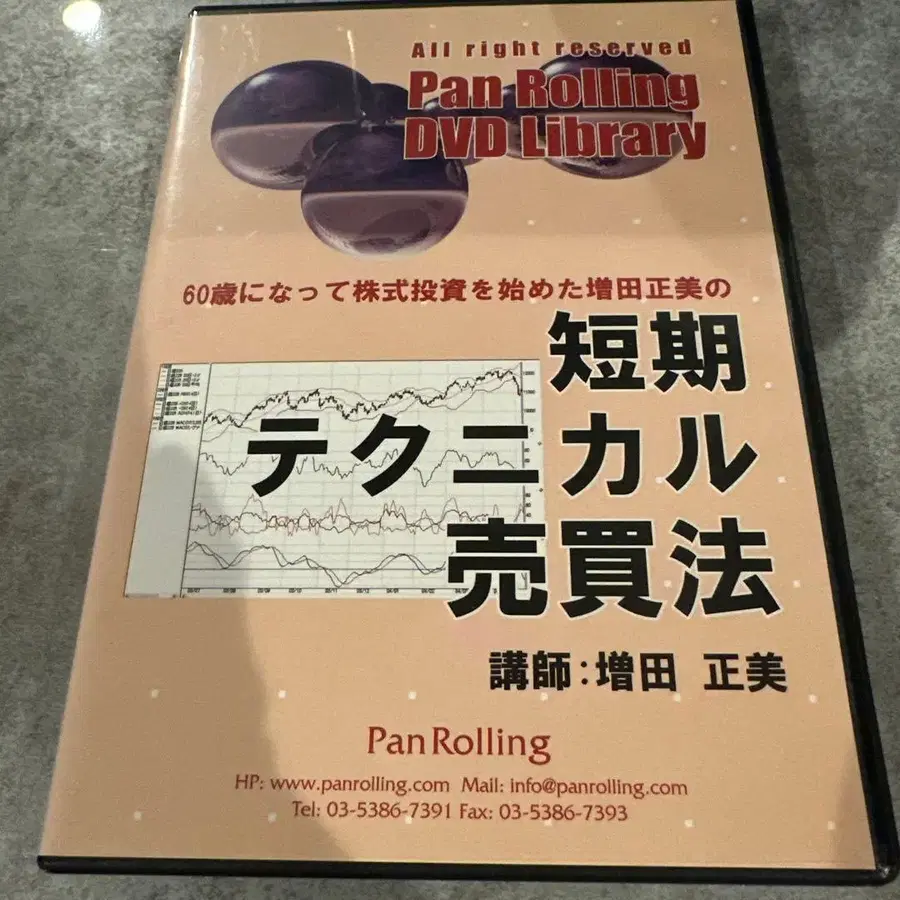 All right reserved
Pan Rolling
DVD Library
60歳になって株式投資を始めた増田正美の
短期
テクニカル
売買法
講師:増田 正美
PanRolling
HP: www.panrolling.com Mail: info@panrolling.com
Tel: 03-5386-7391 Fax: 03-5386-7393